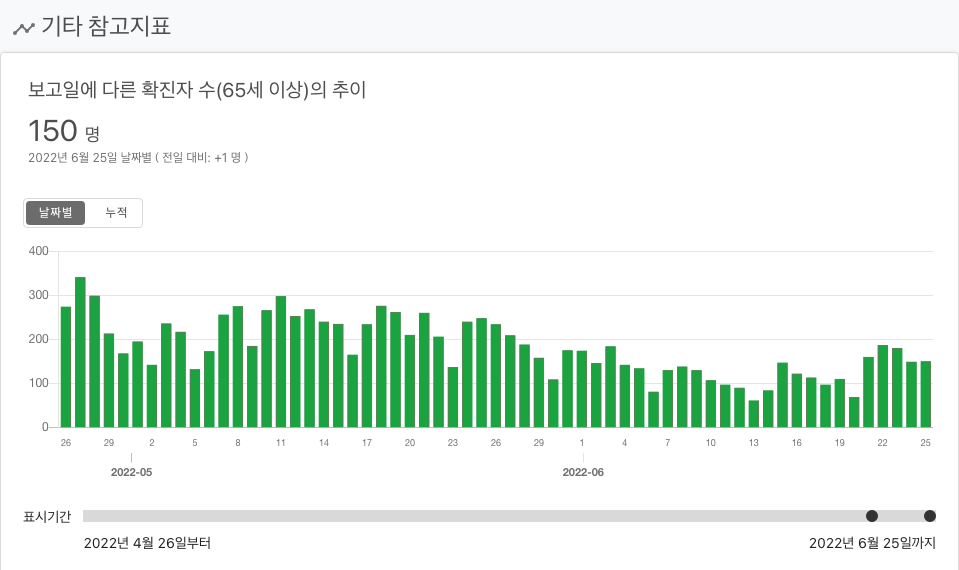 기타 참고지표
보고일에 다른 확진자 수(65세 이상)의 추이
150 명
2022년 6월 25일 날짜별 ( 전일 대비: +1 명 )
날짜별 누적
400
300
200
100
0
26 29 2 5 8 11 14 17 20 23 26 29 1 4 7 10 13 16 19 22 25
2022-05 2022-06
표시기간
2022년 4월 26일부터 2022년 6월 25일까지